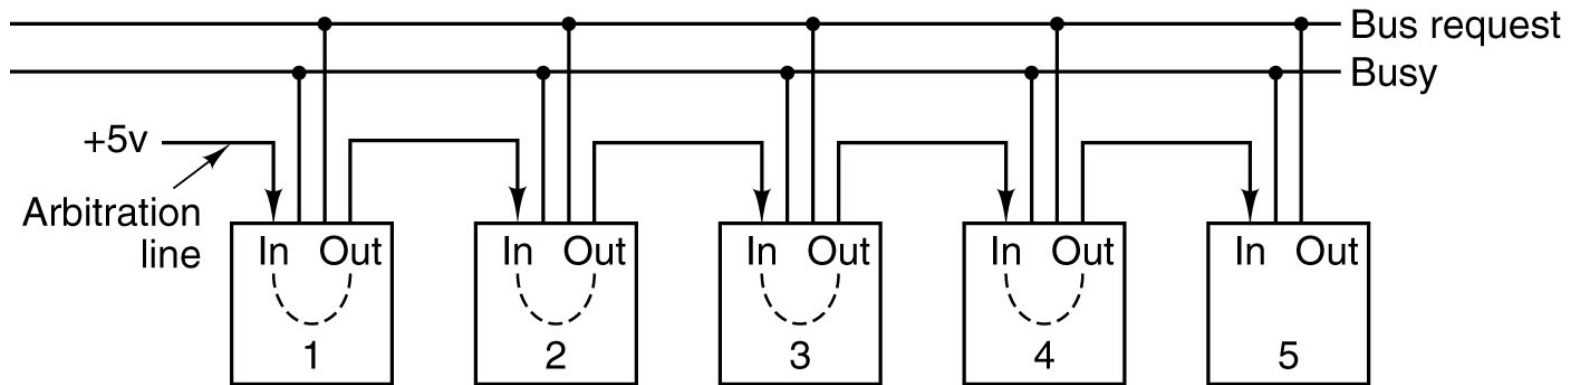 Bus request
Busy
+5v
Arbitration
line
In Out In Out In Out In Out In Out
1 2 3 4 5